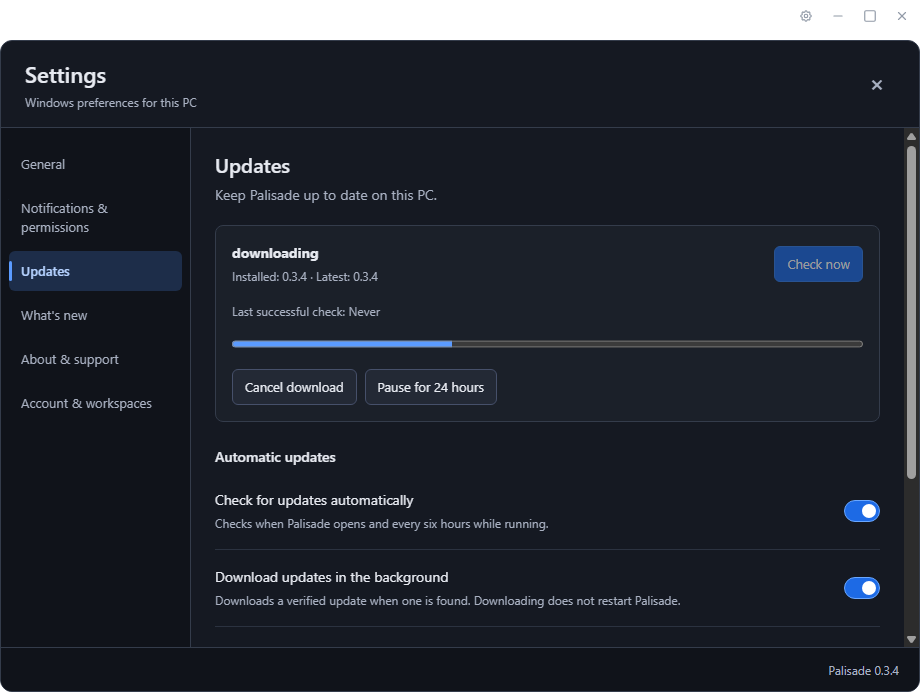 Settings
Windows preferences for this PC
General
Notifications &
permissions
Updates
What's new
About & support
Account & workspaces
Updates
Keep Palisade up to date on this PC.
downloading
Installed: 0.3.4 · Latest: 0.3.4
Check now
Last successful check: Never
Cancel download
Pause for 24 hours
Automatic updates
Check for updates automatically
Checks when Palisade opens and every six hours while running.
Download updates in the background
Downloads a verified update when one is found. Downloading does not restart Palisade.
Palisade 0.3.4